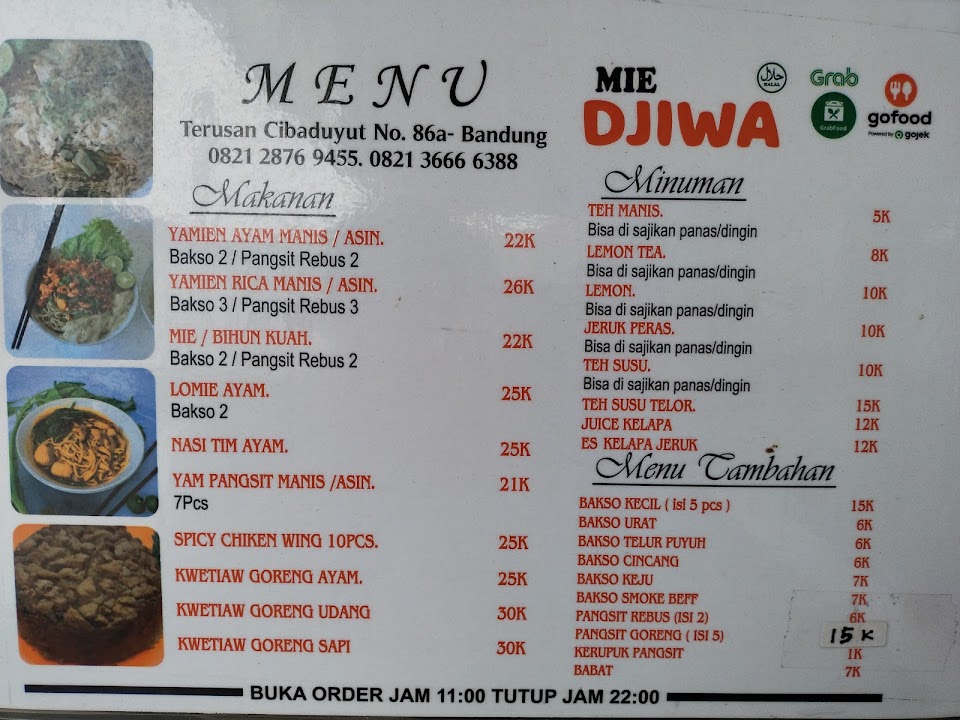 MENU
Terusan Cibaduyut No. 86a- Bandung
0821 2876 9455. 0821 3666 6388
MIE
DJIWA
حلال
HALAL
Grab
GrabFood
gofood
Powered by gojek
Makanan
YAMIEN AYAM MANIS / ASIN. 22K
Bakso 2 / Pangsit Rebus 2
YAMIEN RICA MANIS / ASIN. 26K
Bakso 3 / Pangsit Rebus 3
MIE / BIHUN KUAH. 22K
Bakso 2 / Pangsit Rebus 2
LOMIE AYAM. 25K
Bakso 2
NASI TIM AYAM. 25K
YAM PANGSIT MANIS /ASIN. 21K
7Pcs
SPICY CHIKEN WING 10PCS. 25K
KWETIAW GORENG AYAM. 25K
KWETIAW GORENG UDANG 30K
KWETIAW GORENG SAPI 30K
Minuman
TEH MANIS. 5K
Bisa di sajikan panas/dingin
LEMON TEA. 8K
Bisa di sajikan panas/dingin
LEMON. 10K
Bisa di sajikan panas/dingin
JERUK PERAS. 10K
Bisa di sajikan panas/dingin
TEH SUSU. 10K
Bisa di sajikan panas/dingin
TEH SUSU TELOR. 15K
JUICE KELAPA 12K
ES KELAPA JERUK 12K
Menu Tambahan
BAKSO KECIL ( isi 5 pcs ) 15K
BAKSO URAT 6K
BAKSO TELUR PUYUH 6K
BAKSO CINCANG 6K
BAKSO KEJU 7K
BAKSO SMOKE BEFF 7K
PANGSIT REBUS (ISI 2) 6K
PANGSIT GORENG ( ISI 5) 15K
KERUPUK PANGSIT 1K
BABAT 7K
BUKA ORDER JAM 11:00 TUTUP JAM 22:00